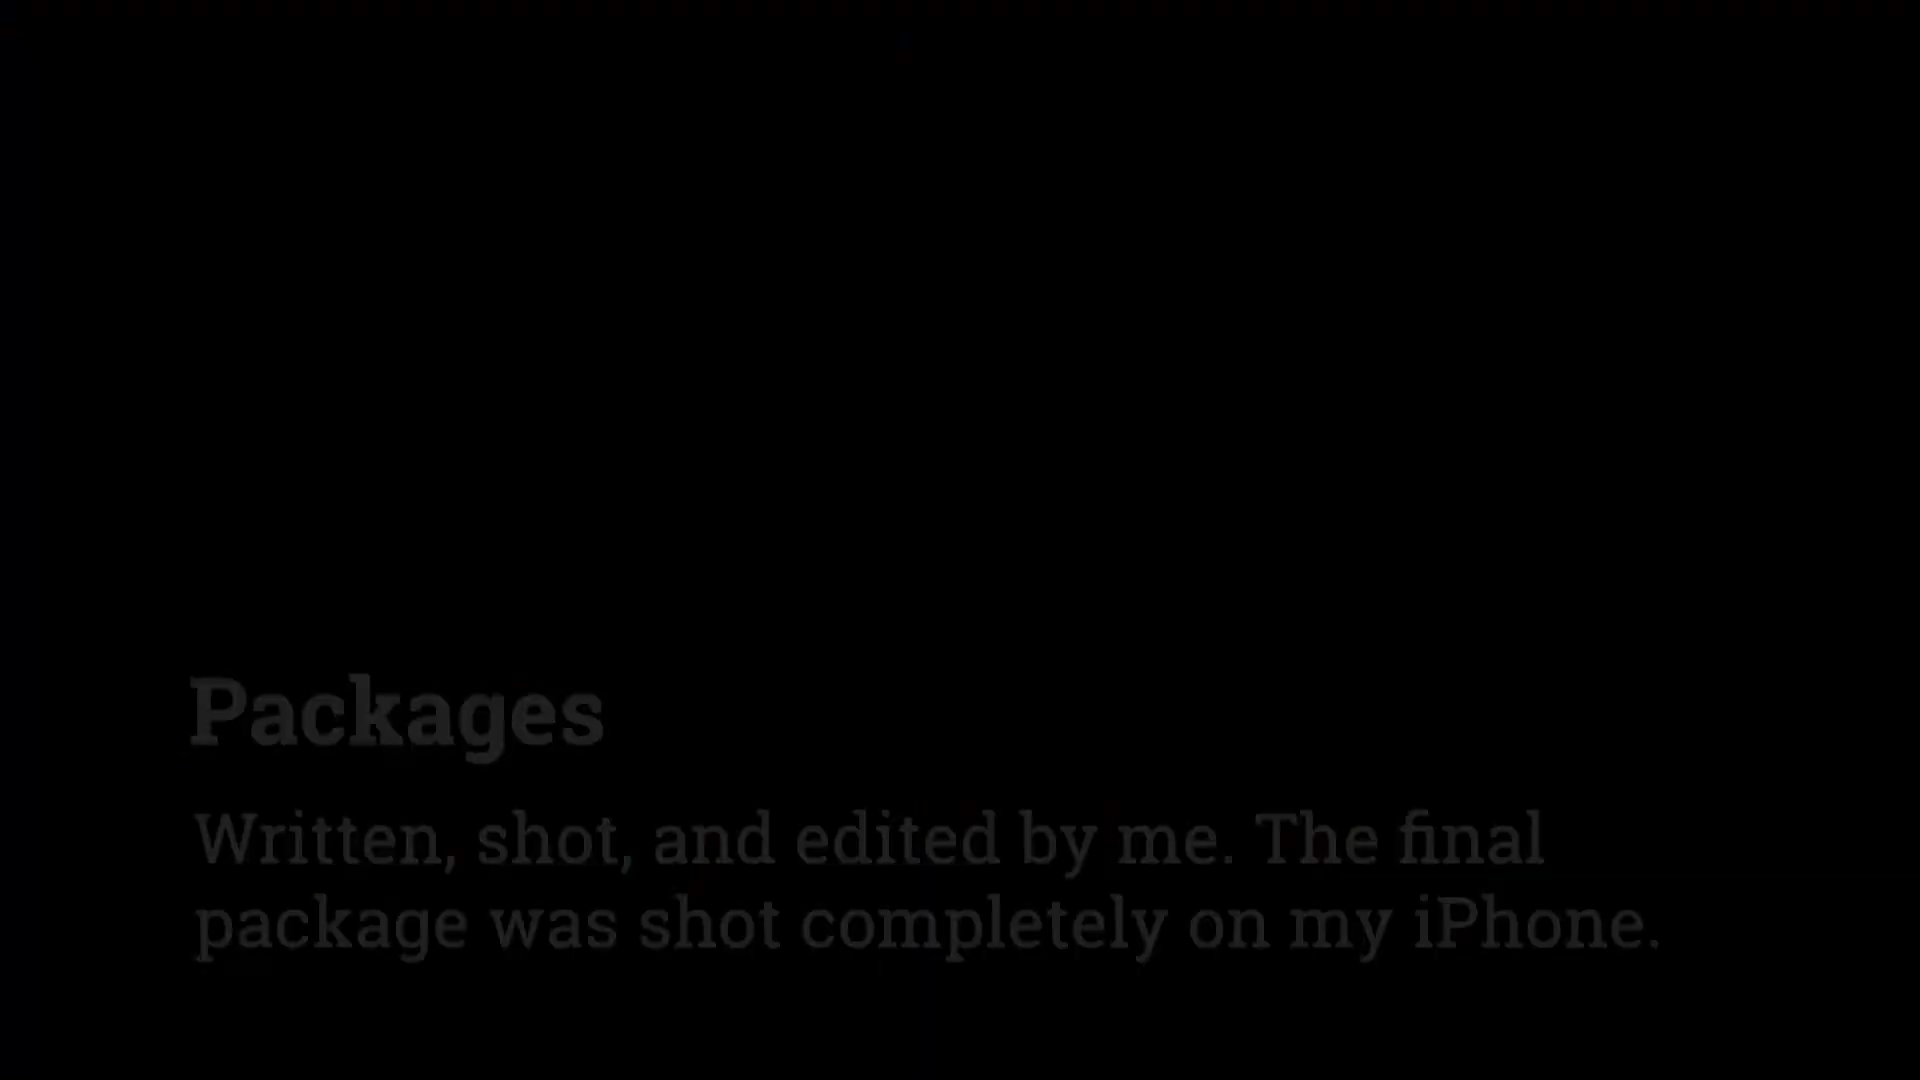 Packages
Written, shot, and edited by me. The final
package was shot completely on my iPhone.